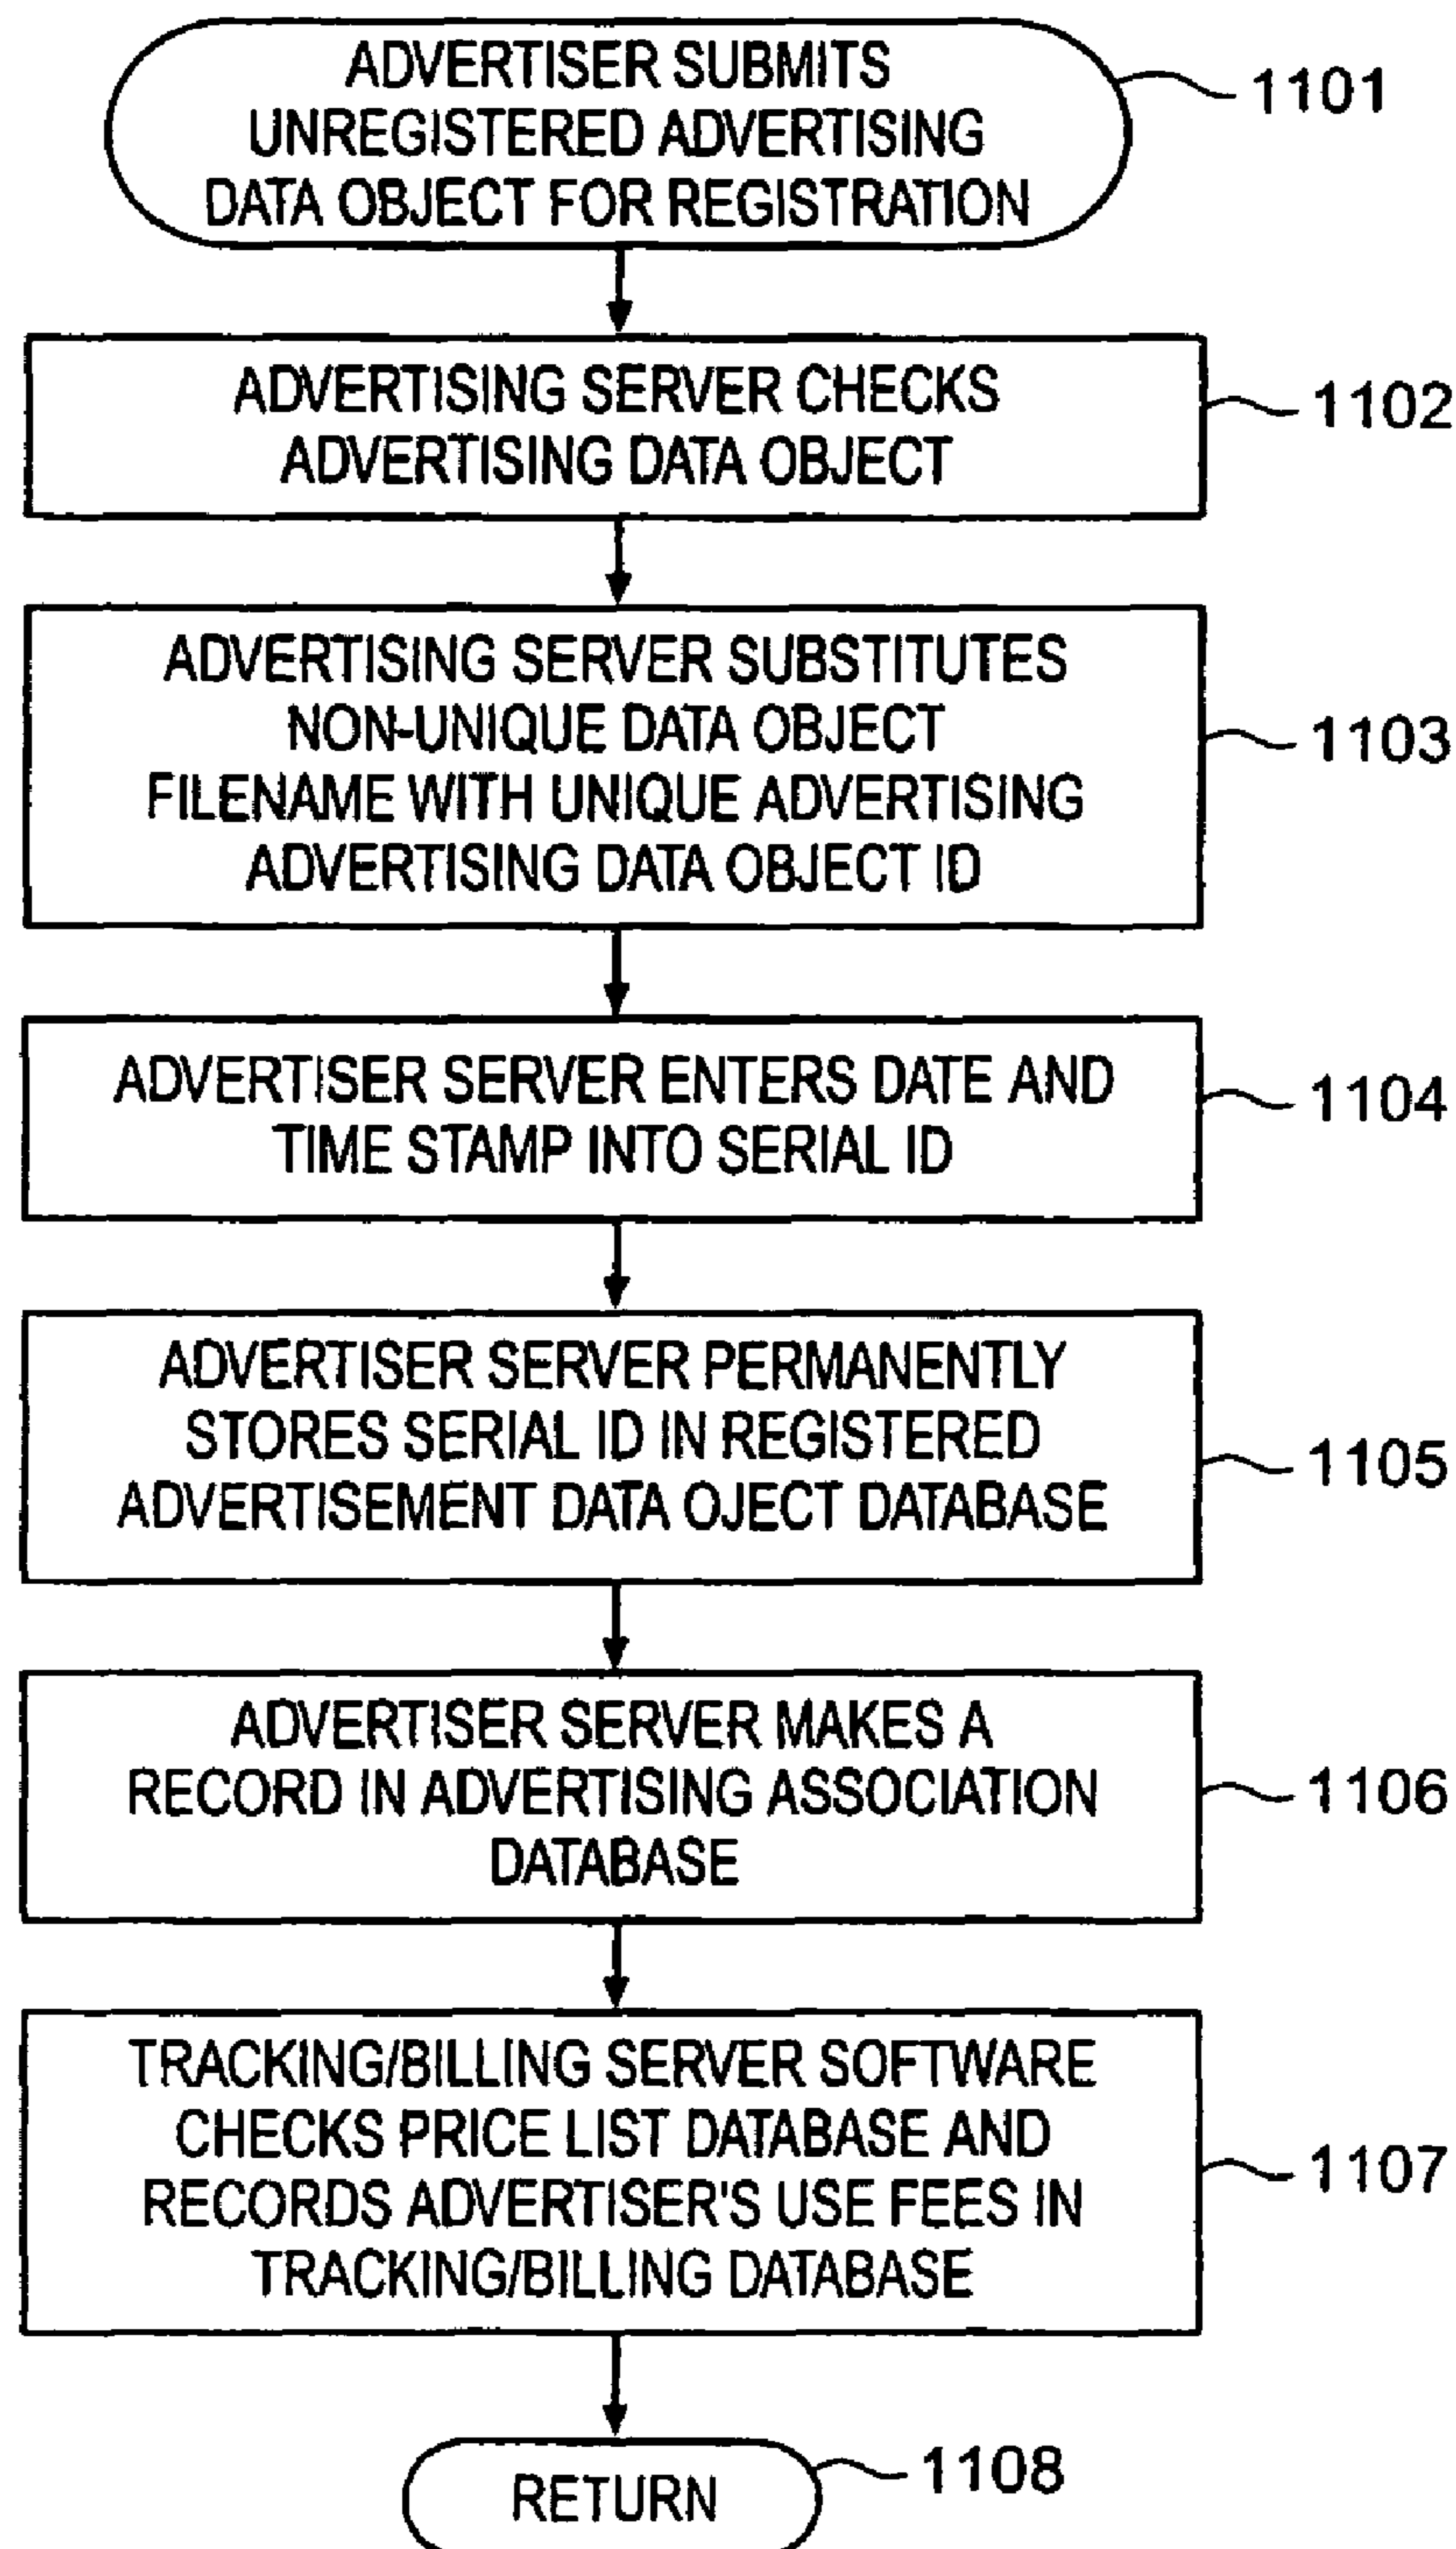 ADVERTISER SUBMITS
UNREGISTERED ADVERTISING
DATA OBJECT FOR REGISTRATION
1101
ADVERTISING SERVER CHECKS
ADVERTISING DATA OBJECT
1102
ADVERTISING SERVER SUBSTITUTES
NON-UNIQUE DATA OBJECT
FILENAME WITH UNIQUE ADVERTISING
ADVERTISING DATA OBJECT ID
1103
ADVERTISER SERVER ENTERS DATE AND
TIME STAMP INTO SERIAL ID
1104
ADVERTISER SERVER PERMANENTLY
STORES SERIAL ID IN REGISTERED
ADVERTISEMENT DATA OJECT DATABASE
1105
ADVERTISER SERVER MAKES A
RECORD IN ADVERTISING ASSOCIATION
DATABASE
1106
TRACKING/BILLING SERVER SOFTWARE
CHECKS PRICE LIST DATABASE AND
RECORDS ADVERTISER'S USE FEES IN
TRACKING/BILLING DATABASE
1107
RETURN
1108